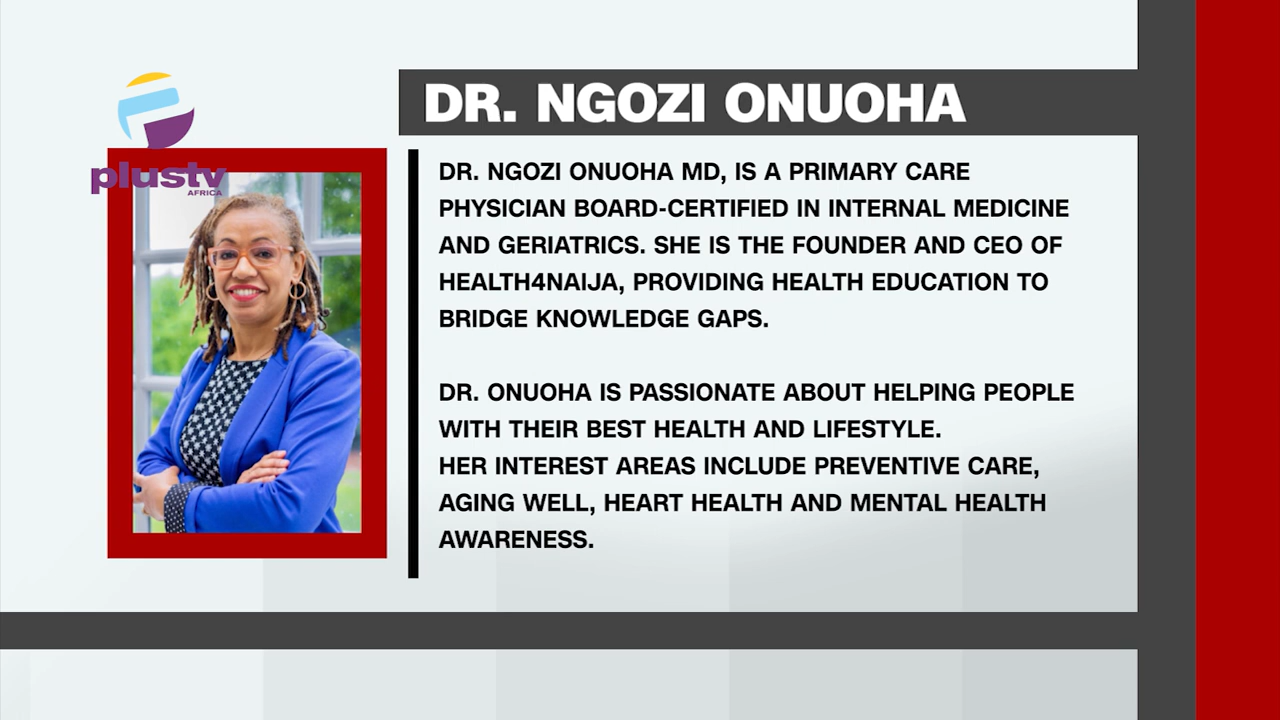 plustv
AFRICA
DR. NGOZI ONUOHA
DR. NGOZI ONUOHA MD, IS A PRIMARY CARE
PHYSICIAN BOARD-CERTIFIED IN INTERNAL MEDICINE
AND GERIATRICS. SHE IS THE FOUNDER AND CEO OF
HEALTH4NAIJA, PROVIDING HEALTH EDUCATION TO
BRIDGE KNOWLEDGE GAPS.
DR. ONUOHA IS PASSIONATE ABOUT HELPING PEOPLE
WITH THEIR BEST HEALTH AND LIFESTYLE.
HER INTEREST AREAS INCLUDE PREVENTIVE CARE,
AGING WELL, HEART HEALTH AND MENTAL HEALTH
AWARENESS.